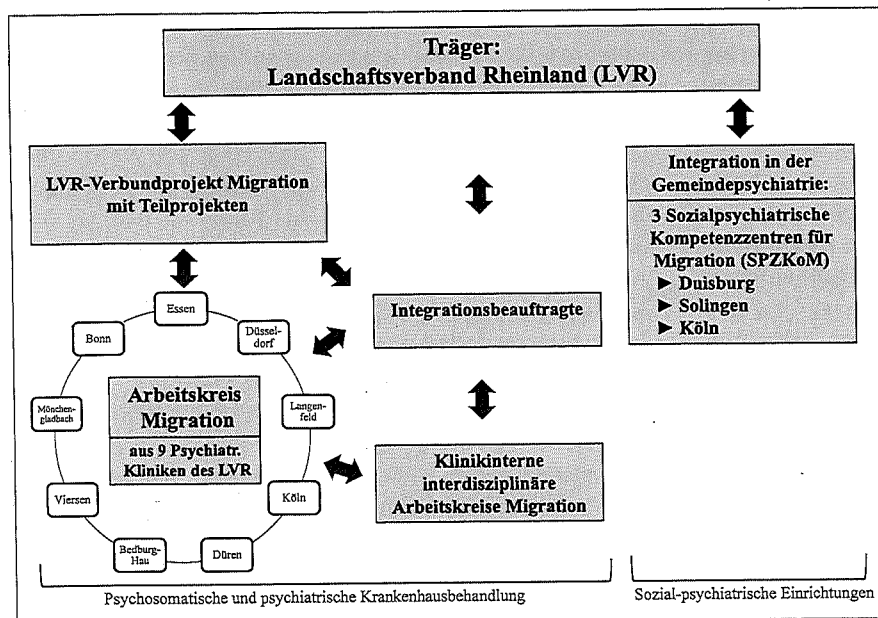 Träger:
Landschaftsverband Rheinland (LVR)
LVR-Verbundprojekt Migration
mit Teilprojekten
Integration in der
Gemeindepsychiatrie:
3 Sozialpsychiatrische
Kompetenzzentren für
Migration (SPZKoM)
► Duisburg
► Solingen
► Köln
Integrationsbeauftragte
Essen
Düssel-
dorf
Langen-
feld
Köln
Düren
Bedburg-
Hau
Viersen
Mönchen-
gladbach
Bonn
Arbeitskreis
Migration
aus 9 Psychiatr.
Kliniken des LVR
Klinikinterne
interdisziplinäre
Arbeitskreise Migration
Psychosomatische und psychiatrische Krankenhausbehandlung
Sozial-psychiatrische Einrichtungen